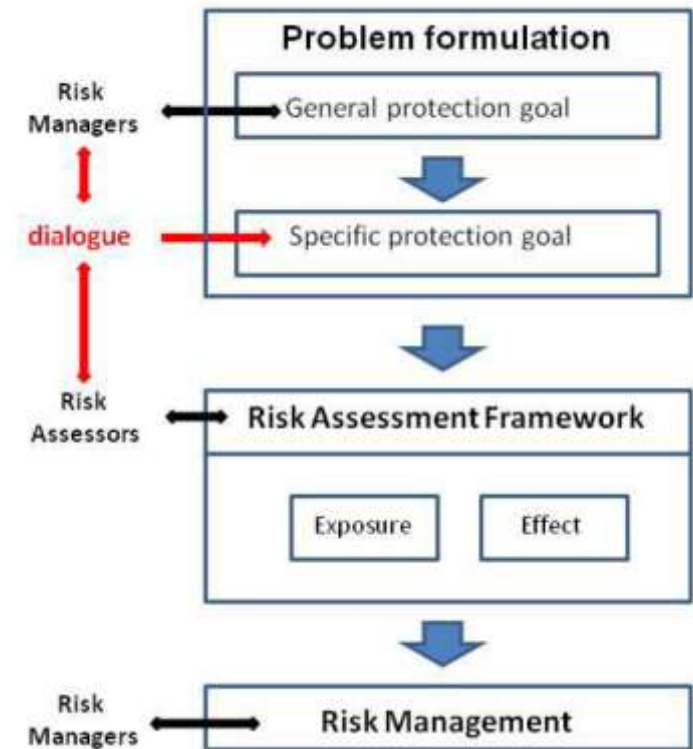 Problem formulation
Risk
Managers
General protection goal
dialogue
Specific protection goal
Risk
Assessors
Risk Assessment Framework
Exposure
Effect
Risk
Managers
Risk Management